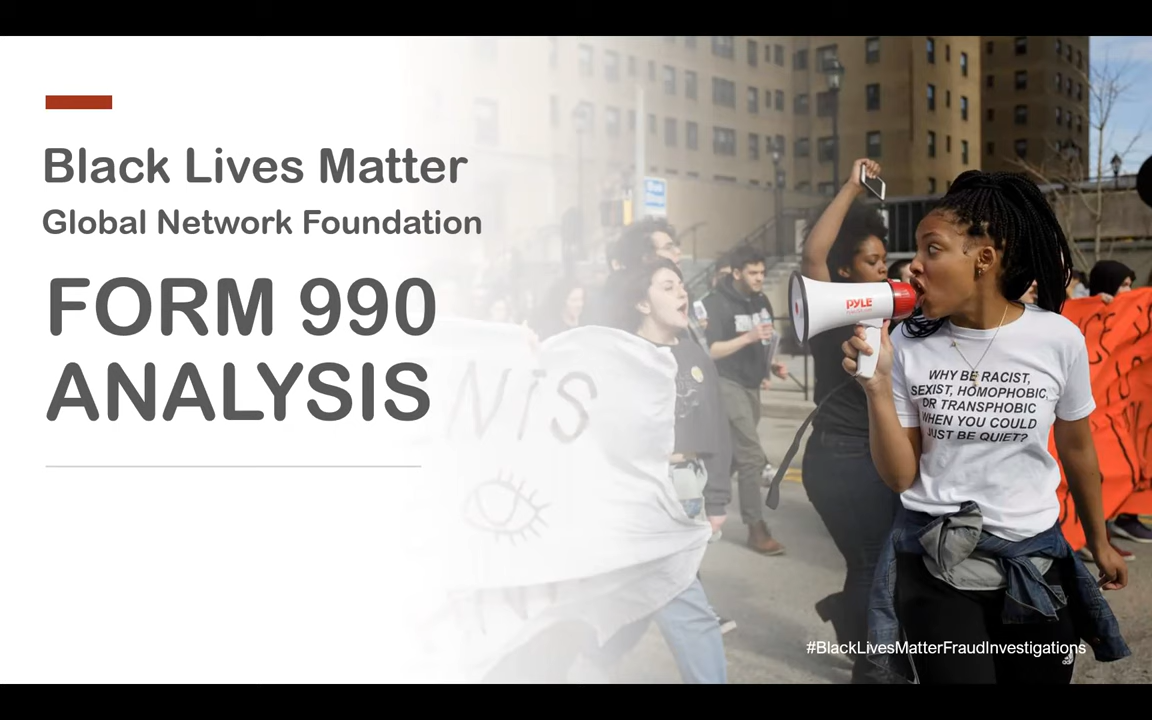 Black Lives Matter
Global Network Foundation
FORM 990
ANALYSIS
NiS
PYLE
WHY BE RACIST,
SEXIST, HOMOPHOBIC,
OR TRANSPHOBIC
WHEN YOU COULD
JUST BE QUIET?
#BlackLivesMatterFraudInvestigations